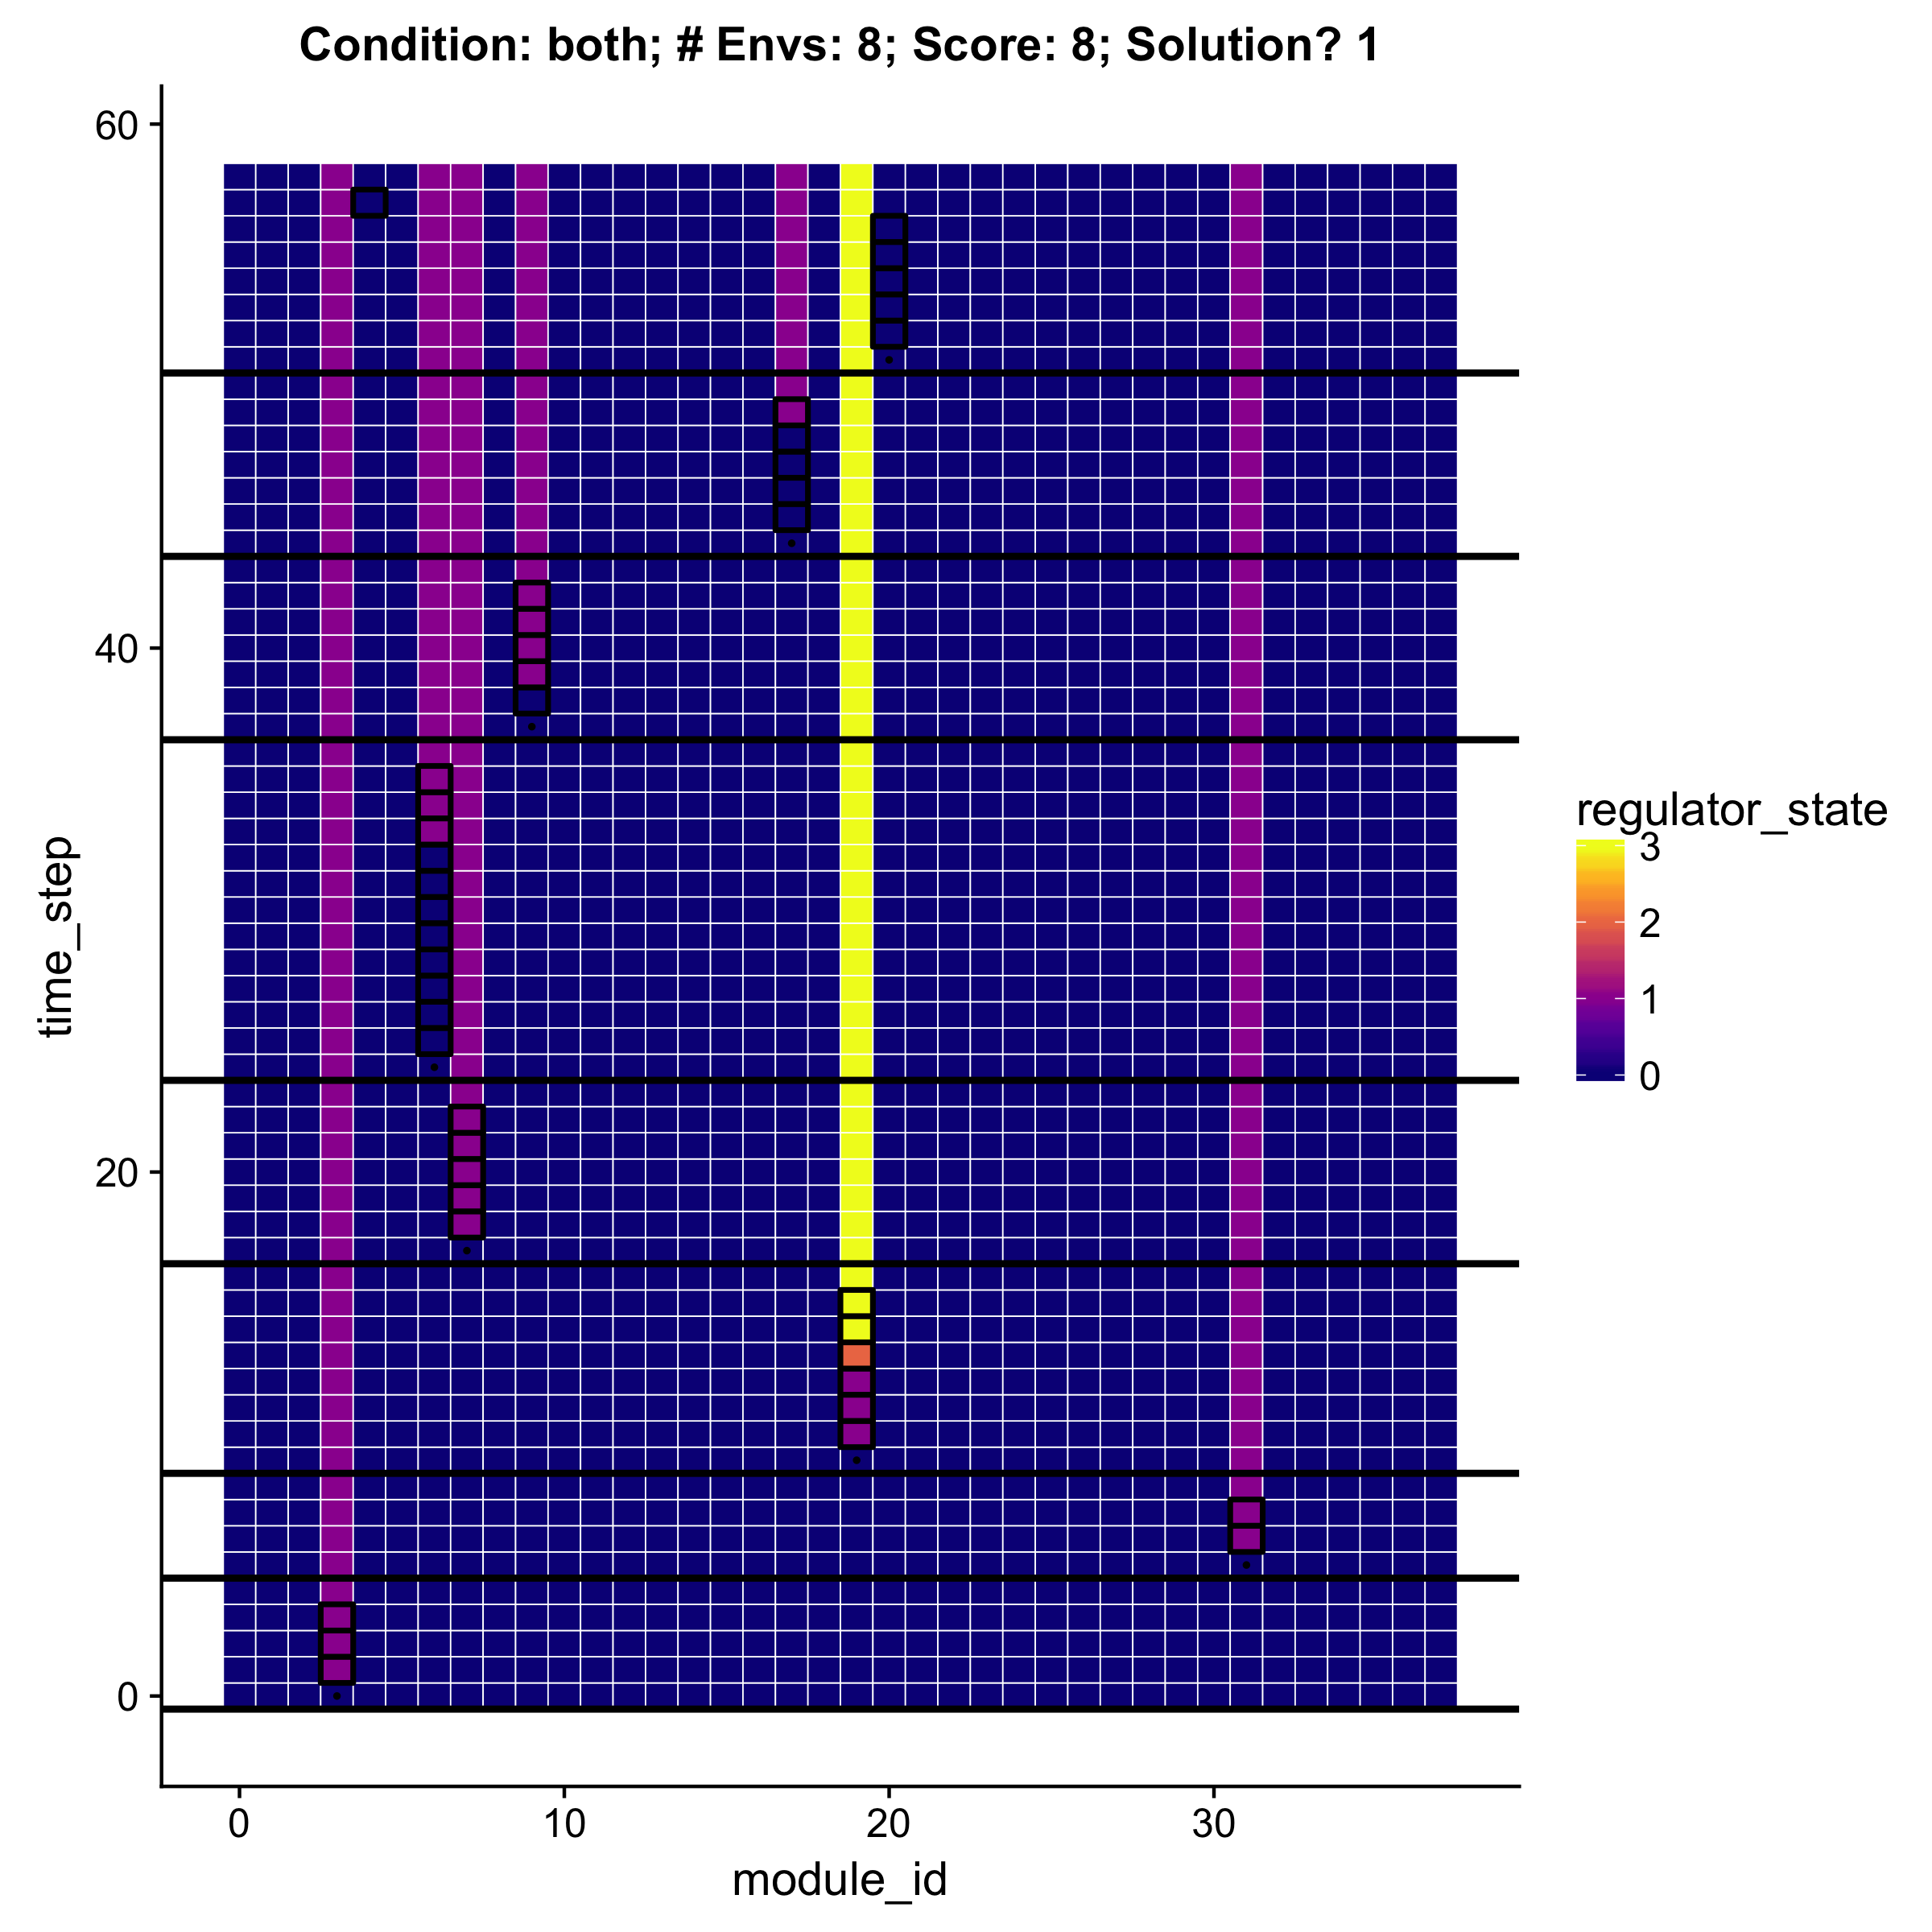 Condition: both; # Envs: 8; Score: 8; Solution? 1
60
40
20
0
time_step
0 10 20 30
module_id
regulator_state
3
2
1
0